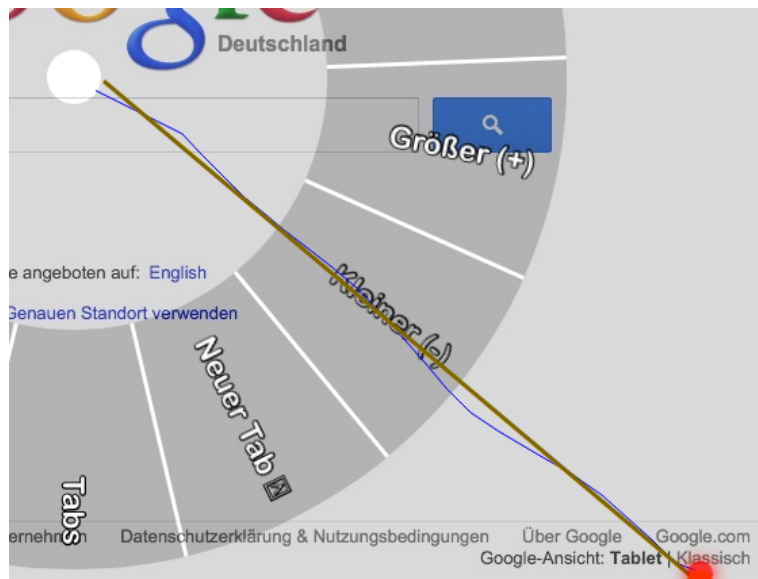 Deutschland
Größer (+)
e angeboten auf: English
Kleiner (-)
Genauen Standort verwenden
Neuer Tab
Tabs
Datenschutzerklärung & Nutzungsbedingungen Über Google Google.com
Google-Ansicht: Tablet | Klassisch